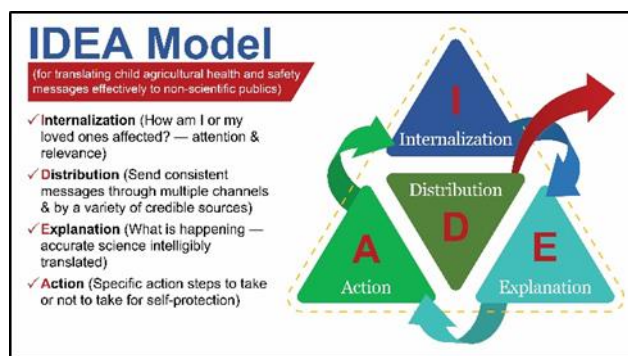 IDEA Model
(for translating child agricultural health and safety
messages effectively to non-scientific publics)
✓Internalization (How am I or my
loved ones affected? — attention &
relevance)
✓Distribution (Send consistent
messages through multiple channels
& by a variety of credible sources)
✓Explanation (What is happening —
accurate science intelligibly
translated)
✓Action (Specific action steps to take
or not to take for self-protection)
I
Internalization
Distribution
D
A
Action
E
Explanation